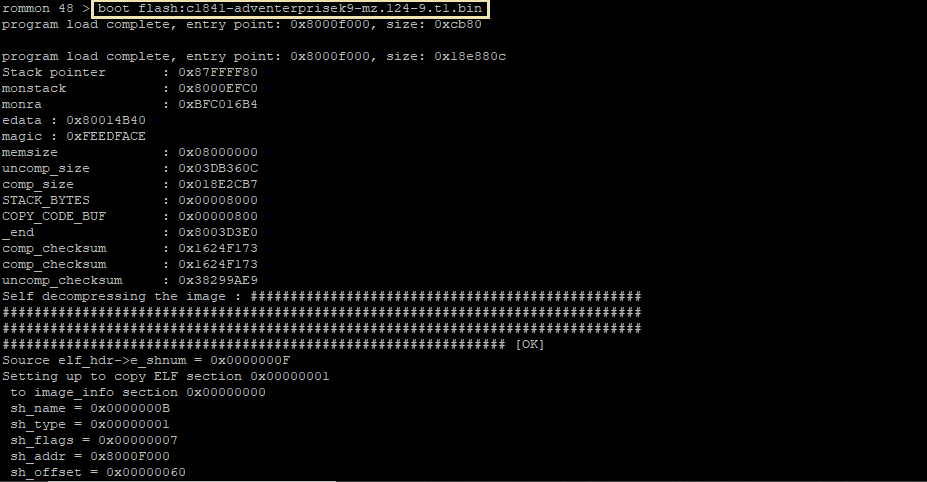 rommon 48 > boot flash:c1841-adventerprisek9-mz.124-9.t1.bin
program load complete, entry point: 0x8000f000, size: 0xcb80
program load complete, entry point: 0x8000f000, size: 0x18e880c
Stack pointer : 0x87FFFF80
monstack : 0x8000EFC0
monra : 0xBFC016B4
edata : 0x80014B40
magic : 0xFEEDFACE
memsize : 0x08000000
uncomp_size : 0x03DB360C
comp_size : 0x018E2CB7
STACK_BYTES : 0x00008000
COPY_CODE_BUF : 0x00000800
_end : 0x8003D3E0
comp_checksum : 0x1624F173
comp_checksum : 0x1624F173
uncomp_checksum : 0x38299AE9
Self decompressing the image : #################################################
################################################################################
################################################################################
############################################################### [OK]
Source elf_hdr->e_shnum = 0x0000000F
Setting up to copy ELF section 0x00000001
to image_info section 0x00000000
sh_name = 0x0000000B
sh_type = 0x00000001
sh_flags = 0x00000007
sh_addr = 0x8000F000
sh_offset = 0x00000060